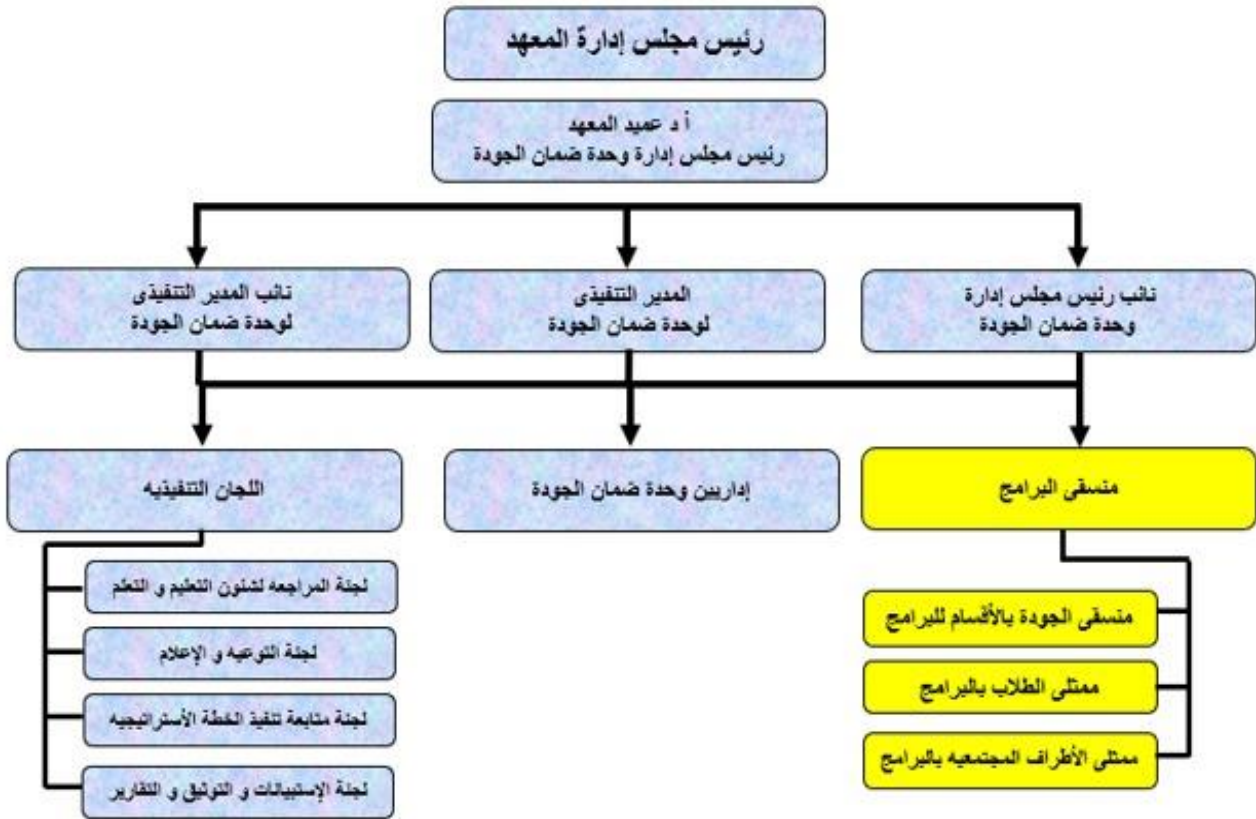 رئيس مجلس إدارة المعهد
أ د عميد المعهد
رئيس مجلس إدارة وحدة ضمان الجودة
نائب رئيس مجلس إدارة
وحدة ضمان الجودة
المدير التنفيذى
لوحدة ضمان الجودة
نائب المدير التنفيذى
لوحدة ضمان الجودة
منسقى البرامج
إداريين وحدة ضمان الجودة
اللجان التنفيذيه
منسقى الجودة بالأقسام للبرامج
ممثلى الطلاب بالبرامج
ممثلى الأطراف المجتمعيه بالبرامج
لجنة المراجعه لشئون التعليم و التعلم
لجنة التوعيه و الإعلام
لجنة متابعة تنفيذ الخطة الأستراتيجيه
لجنة الإستبيانات و التوثيق و التقارير